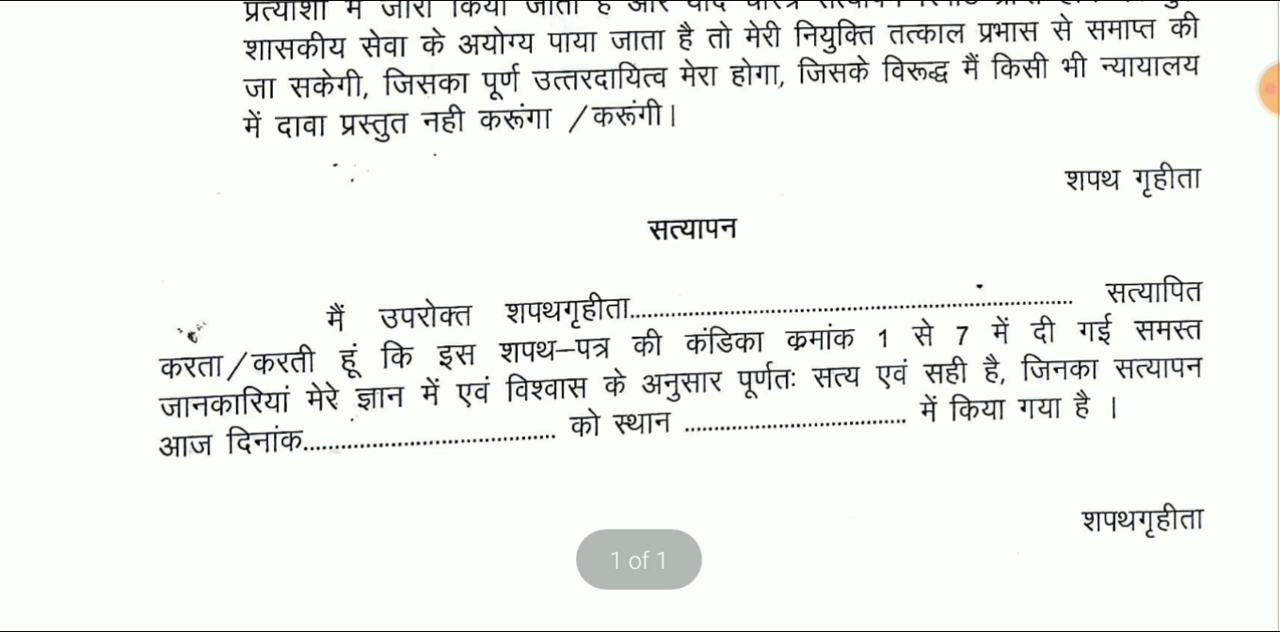 शासकीय सेवा के अयोग्य पाया जाता है तो मेरी नियुक्ति तत्काल प्रभास से समाप्त की
जा सकेगी, जिसका पूर्ण उत्तरदायित्व मेरा होगा, जिसके विरूद्ध मैं किसी भी न्यायालय
में दावा प्रस्तुत नही करूंगा /करूंगी।
शपथ गृहीता
सत्यापन
मैं उपरोक्त शपथगृहीता............................................................ सत्यापित
करता/करती हूं कि इस शपथ–पत्र की कंडिका क्रमांक 1 से 7 में दी गई समस्त
जानकारियां मेरे ज्ञान में एवं विश्वास के अनुसार पूर्णतः सत्य एवं सही है, जिनका सत्यापन
आज दिनांक................................... को स्थान ............................... में किया गया है ।
शपथगृहीता
1 of 1